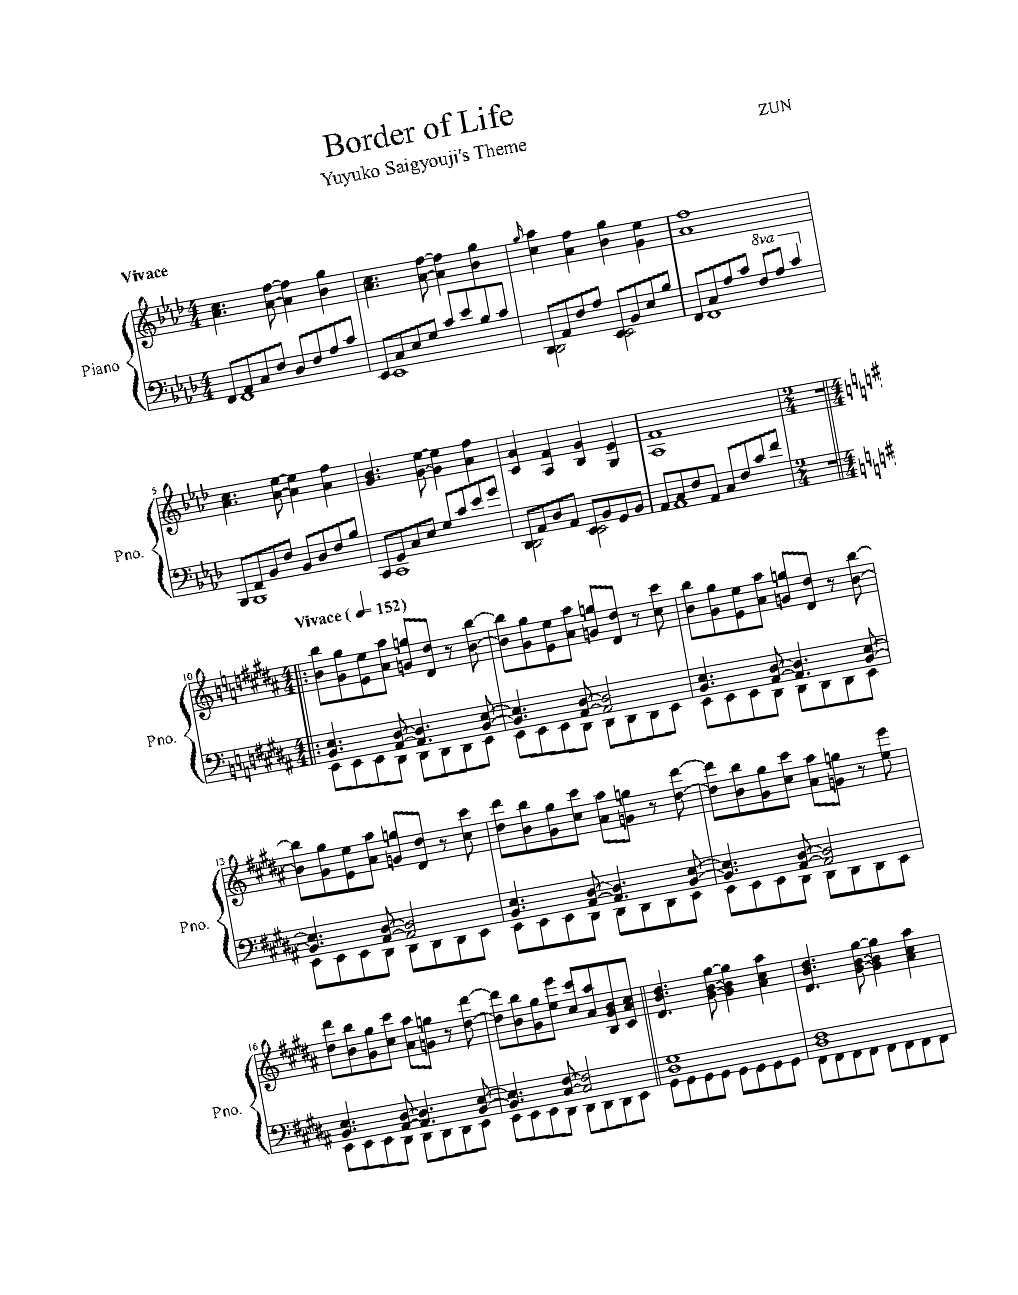 Border of Life
ZUN
Yuyuko Saigyouji's Theme
Vivace
8va
Piano
5
Pno.
Vivace (♩= 152)
10
Pno.
13
Pno.
16
Pno.